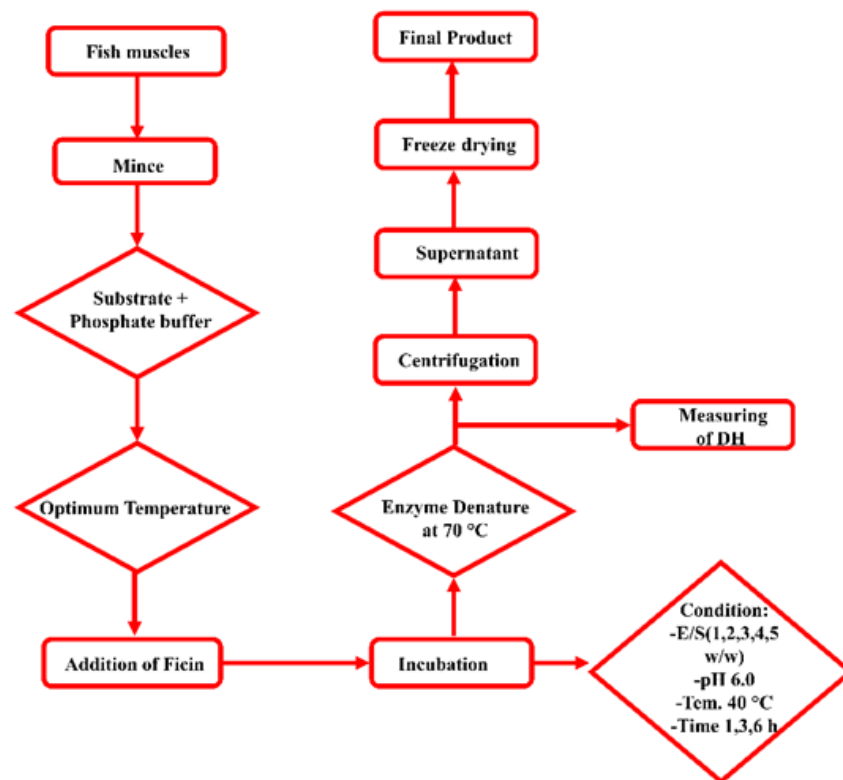 Fish muscles
Mince
Substrate +
Phosphate buffer
Optimum Temperature
Addition of Ficin
Incubation
Condition:
-E/S(1,2,3,4,5
w/w)
-pH 6.0
-Tem. 40 °C
-Time 1,3,6 h
Enzyme Denature
at 70 °C
Measuring
of DH
Centrifugation
Supernatant
Freeze drying
Final Product